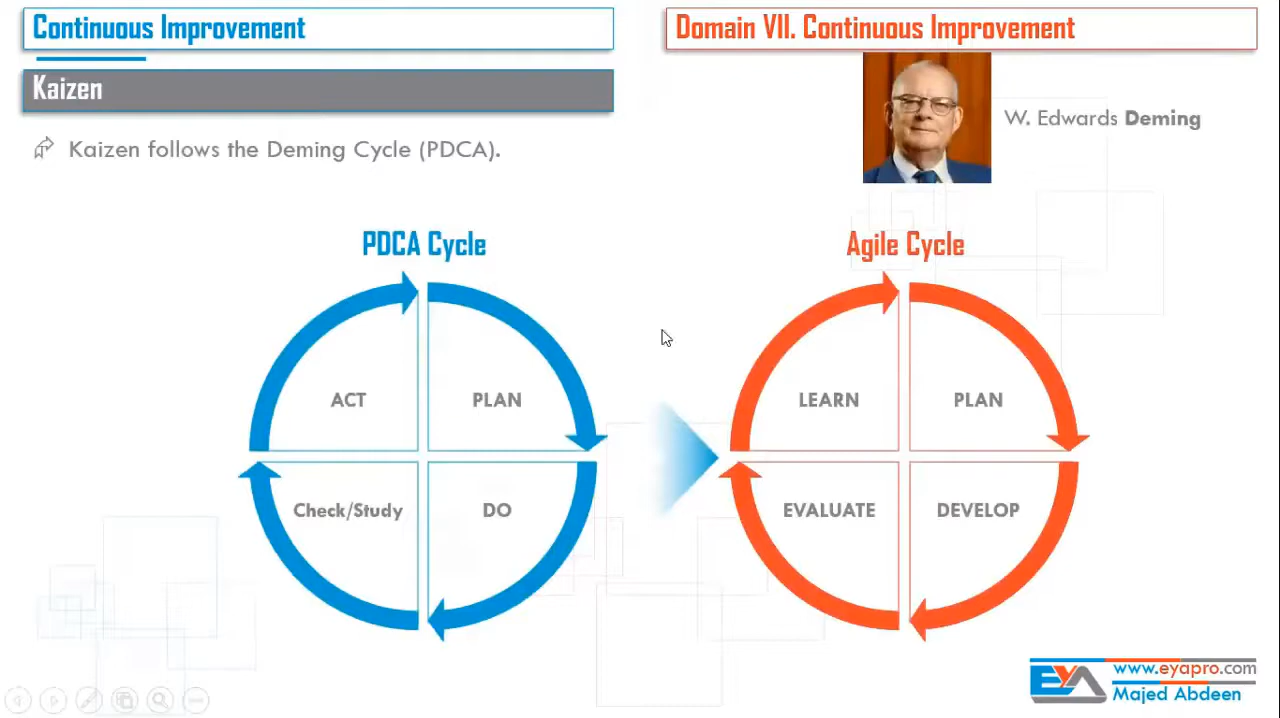 Continuous Improvement
Domain VII. Continuous Improvement
Kaizen
W. Edwards Deming
Kaizen follows the Deming Cycle (PDCA).
PDCA Cycle
Agile Cycle
ACT
PLAN
LEARN
PLAN
Check/Study
DO
EVALUATE
DEVELOP
EYA
www.eyapro.com
Majed Abdeen